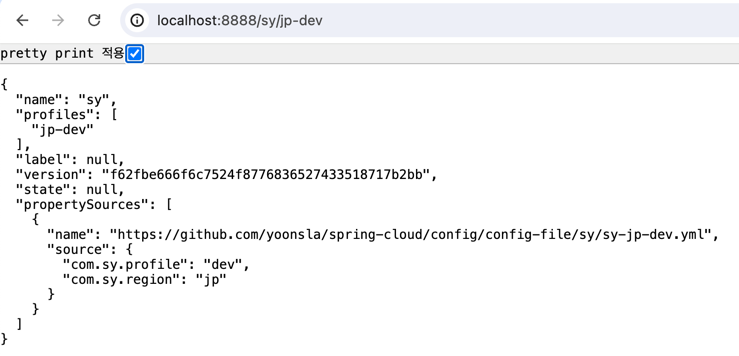 localhost:8888/sy/jp-dev
pretty print 적용
{
  "name": "sy",
  "profiles": [
    "jp-dev"
  ],
  "label": null,
  "version": "f62fbe666f6c7524f8776836527433518717b2bb",
  "state": null,
  "propertySources": [
    {
      "name": "https://github.com/yoonsla/spring-cloud/config/config-file/sy/sy-jp-dev.yml",
      "source": {
        "com.sy.profile": "dev",
        "com.sy.region": "jp"
      }
    }
  ]
}